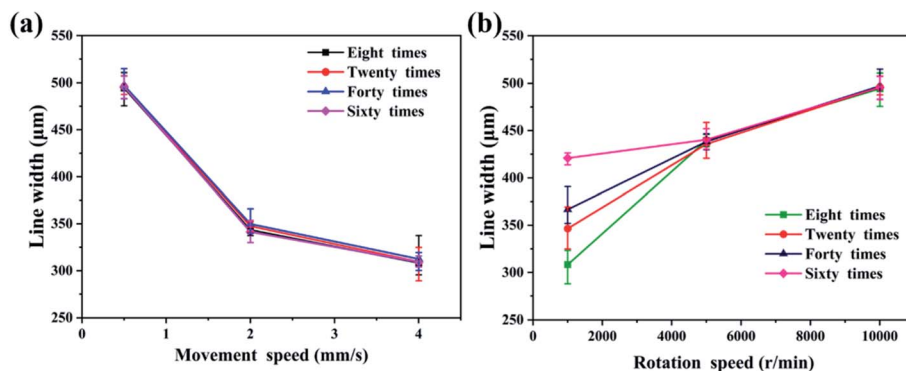 (a)
550
500
450
400
350
300
250
Line width (μm)
0
1
2
3
4
Movement speed (mm/s)
Eight times
Twenty times
Forty times
Sixty times
(b)
550
500
450
400
350
300
250
Line width (μm)
0
2000
4000
6000
8000
10000
Rotation speed (r/min)
Eight times
Twenty times
Forty times
Sixty times